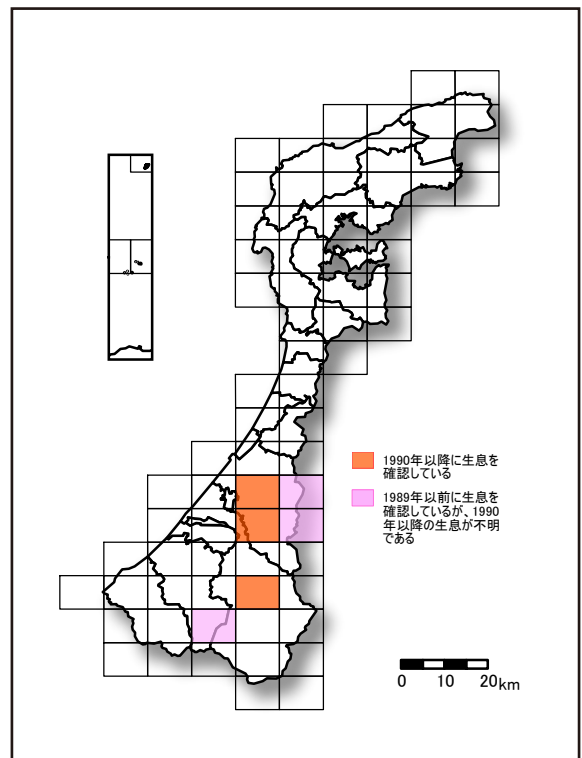 1990年以降に生息を
確認している
1989年以前に生息を
確認しているが、1990
年以降の生息が不明
である
0 10 20km